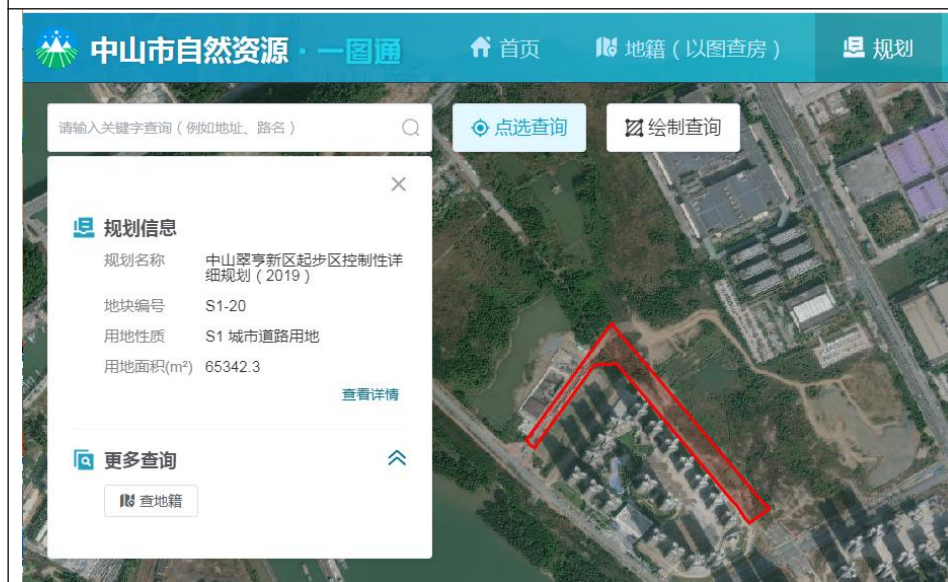 中山市自然资源·一图通
首页
地籍（以图查房）
规划
请输入关键字查询（例如地址、路名）
点选查询
绘制查询
规划信息
规划名称 中山翠亨新区起步区控制性详
细规划（2019）
地块编号 S1-20
用地性质 S1 城市道路用地
用地面积(m²) 65342.3
查看详情
更多查询
查地籍